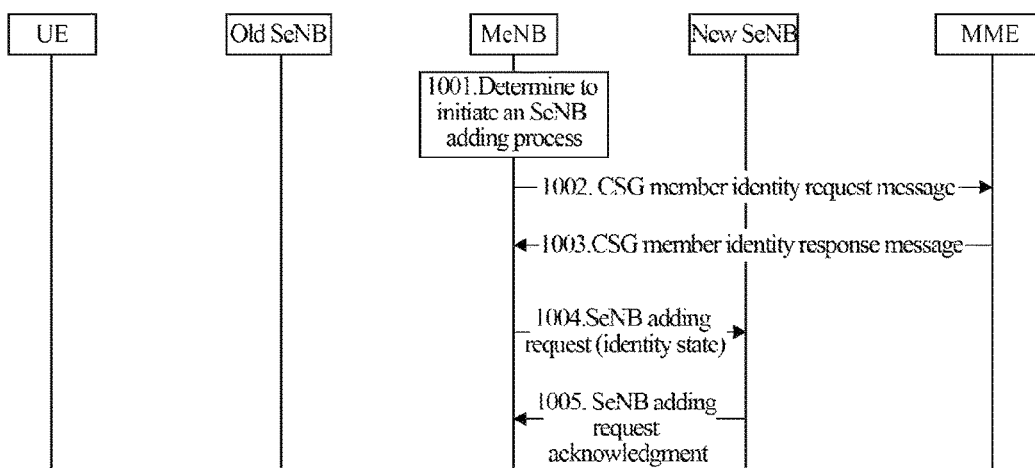 UE
Old SeNB
MeNB
New SeNB
MME
1001.Determine to
initiate an SeNB
adding process
1002. CSG member identity request message
1003.CSG member identity response message
1004.SeNB adding
request (identity state)
1005. SeNB adding
request
acknowledgment